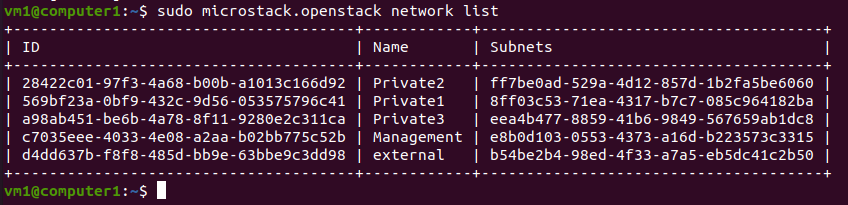 vm1@computer1:~$ sudo microstack.openstack network list
+--------------------------------------+------------+--------------------------------------+
| ID                                   | Name       | Subnets                              |
+--------------------------------------+------------+--------------------------------------+
| 28422c01-97f3-4a68-b00b-a1013c166d92 | Private2   | ff7be0ad-529a-4d12-857d-1b2fa5be6060 |
| 569bf23a-0bf9-432c-9d56-053575796c41 | Private1   | 8ff03c53-71ea-4317-b7c7-085c964182ba |
| a98ab451-be6b-4a78-8f11-9280e2c311ca | Private3   | eea4b477-8859-41b6-9849-567659ab1dc8 |
| c7035eee-4033-4e08-a2aa-b02bb775c52b | Management | e8b0d103-0553-4373-a16d-b223573c3315 |
| d4dd637b-f8f8-485d-bb9e-63bbe9c3dd98 | external   | b54be2b4-98ed-4f33-a7a5-eb5dc41c2b50 |
+--------------------------------------+------------+--------------------------------------+
vm1@computer1:~$